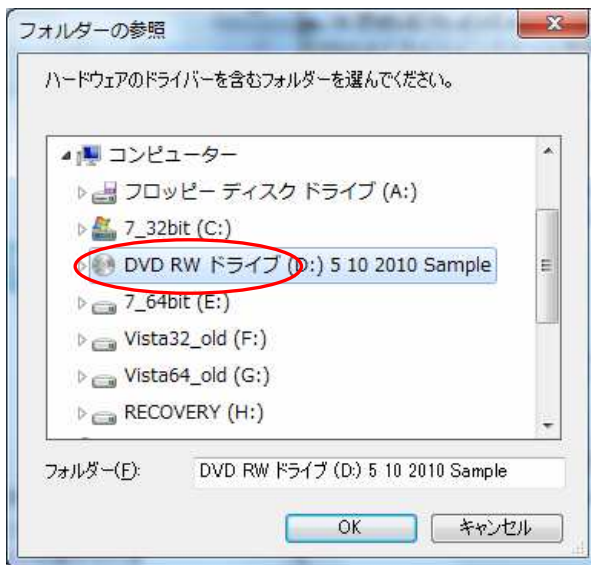 フォルダーの参照
ハードウェアのドライバーを含むフォルダーを選んでください。
コンピューター
フロッピー ディスク ドライブ (A:)
7_32bit (C:)
DVD RW ドライブ (D:) 5 10 2010 Sample
7_64bit (E:)
Vista32_old (F:)
Vista64_old (G:)
RECOVERY (H:)
フォルダー(F): DVD RW ドライブ (D:) 5 10 2010 Sample
OK キャンセル